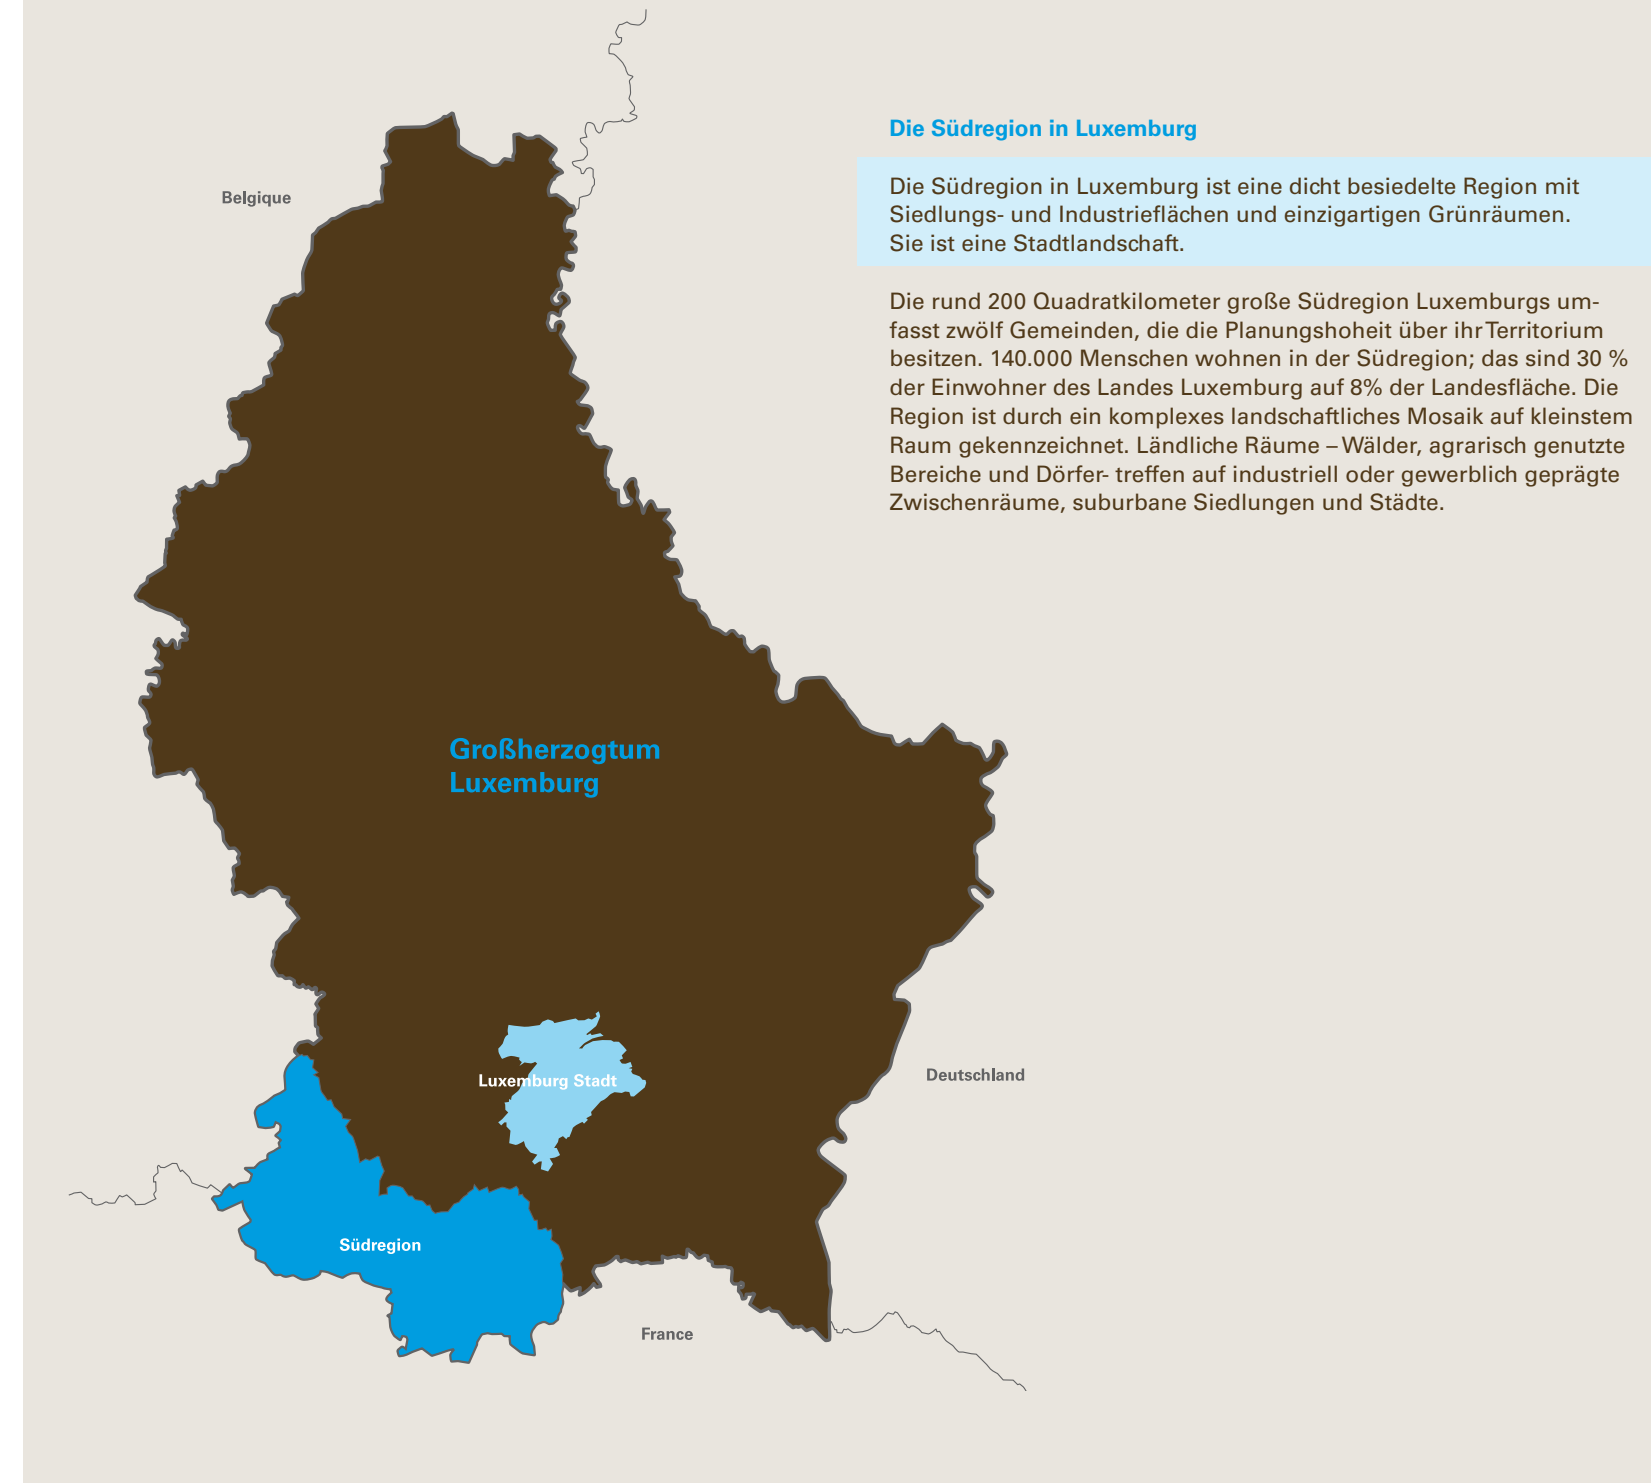 Die Südregion in Luxemburg
Die Südregion in Luxemburg ist eine dicht besiedelte Region mit
Siedlungs- und Industrieflächen und einzigartigen Grünräumen.
Sie ist eine Stadtlandschaft.
Die rund 200 Quadratkilometer große Südregion Luxemburgs um-
fasst zwölf Gemeinden, die die Planungshoheit über ihr Territorium
besitzen. 140.000 Menschen wohnen in der Südregion; das sind 30 %
der Einwohner des Landes Luxemburg auf 8% der Landesfläche. Die
Region ist durch ein komplexes landschaftliches Mosaik auf kleinstem
Raum gekennzeichnet. Ländliche Räume – Wälder, agrarisch genutzte
Bereiche und Dörfer- treffen auf industriell oder gewerblich geprägte
Zwischenräume, suburbane Siedlungen und Städte.
Belgique
Großherzogtum
Luxemburg
Luxemburg Stadt
Deutschland
Südregion
France